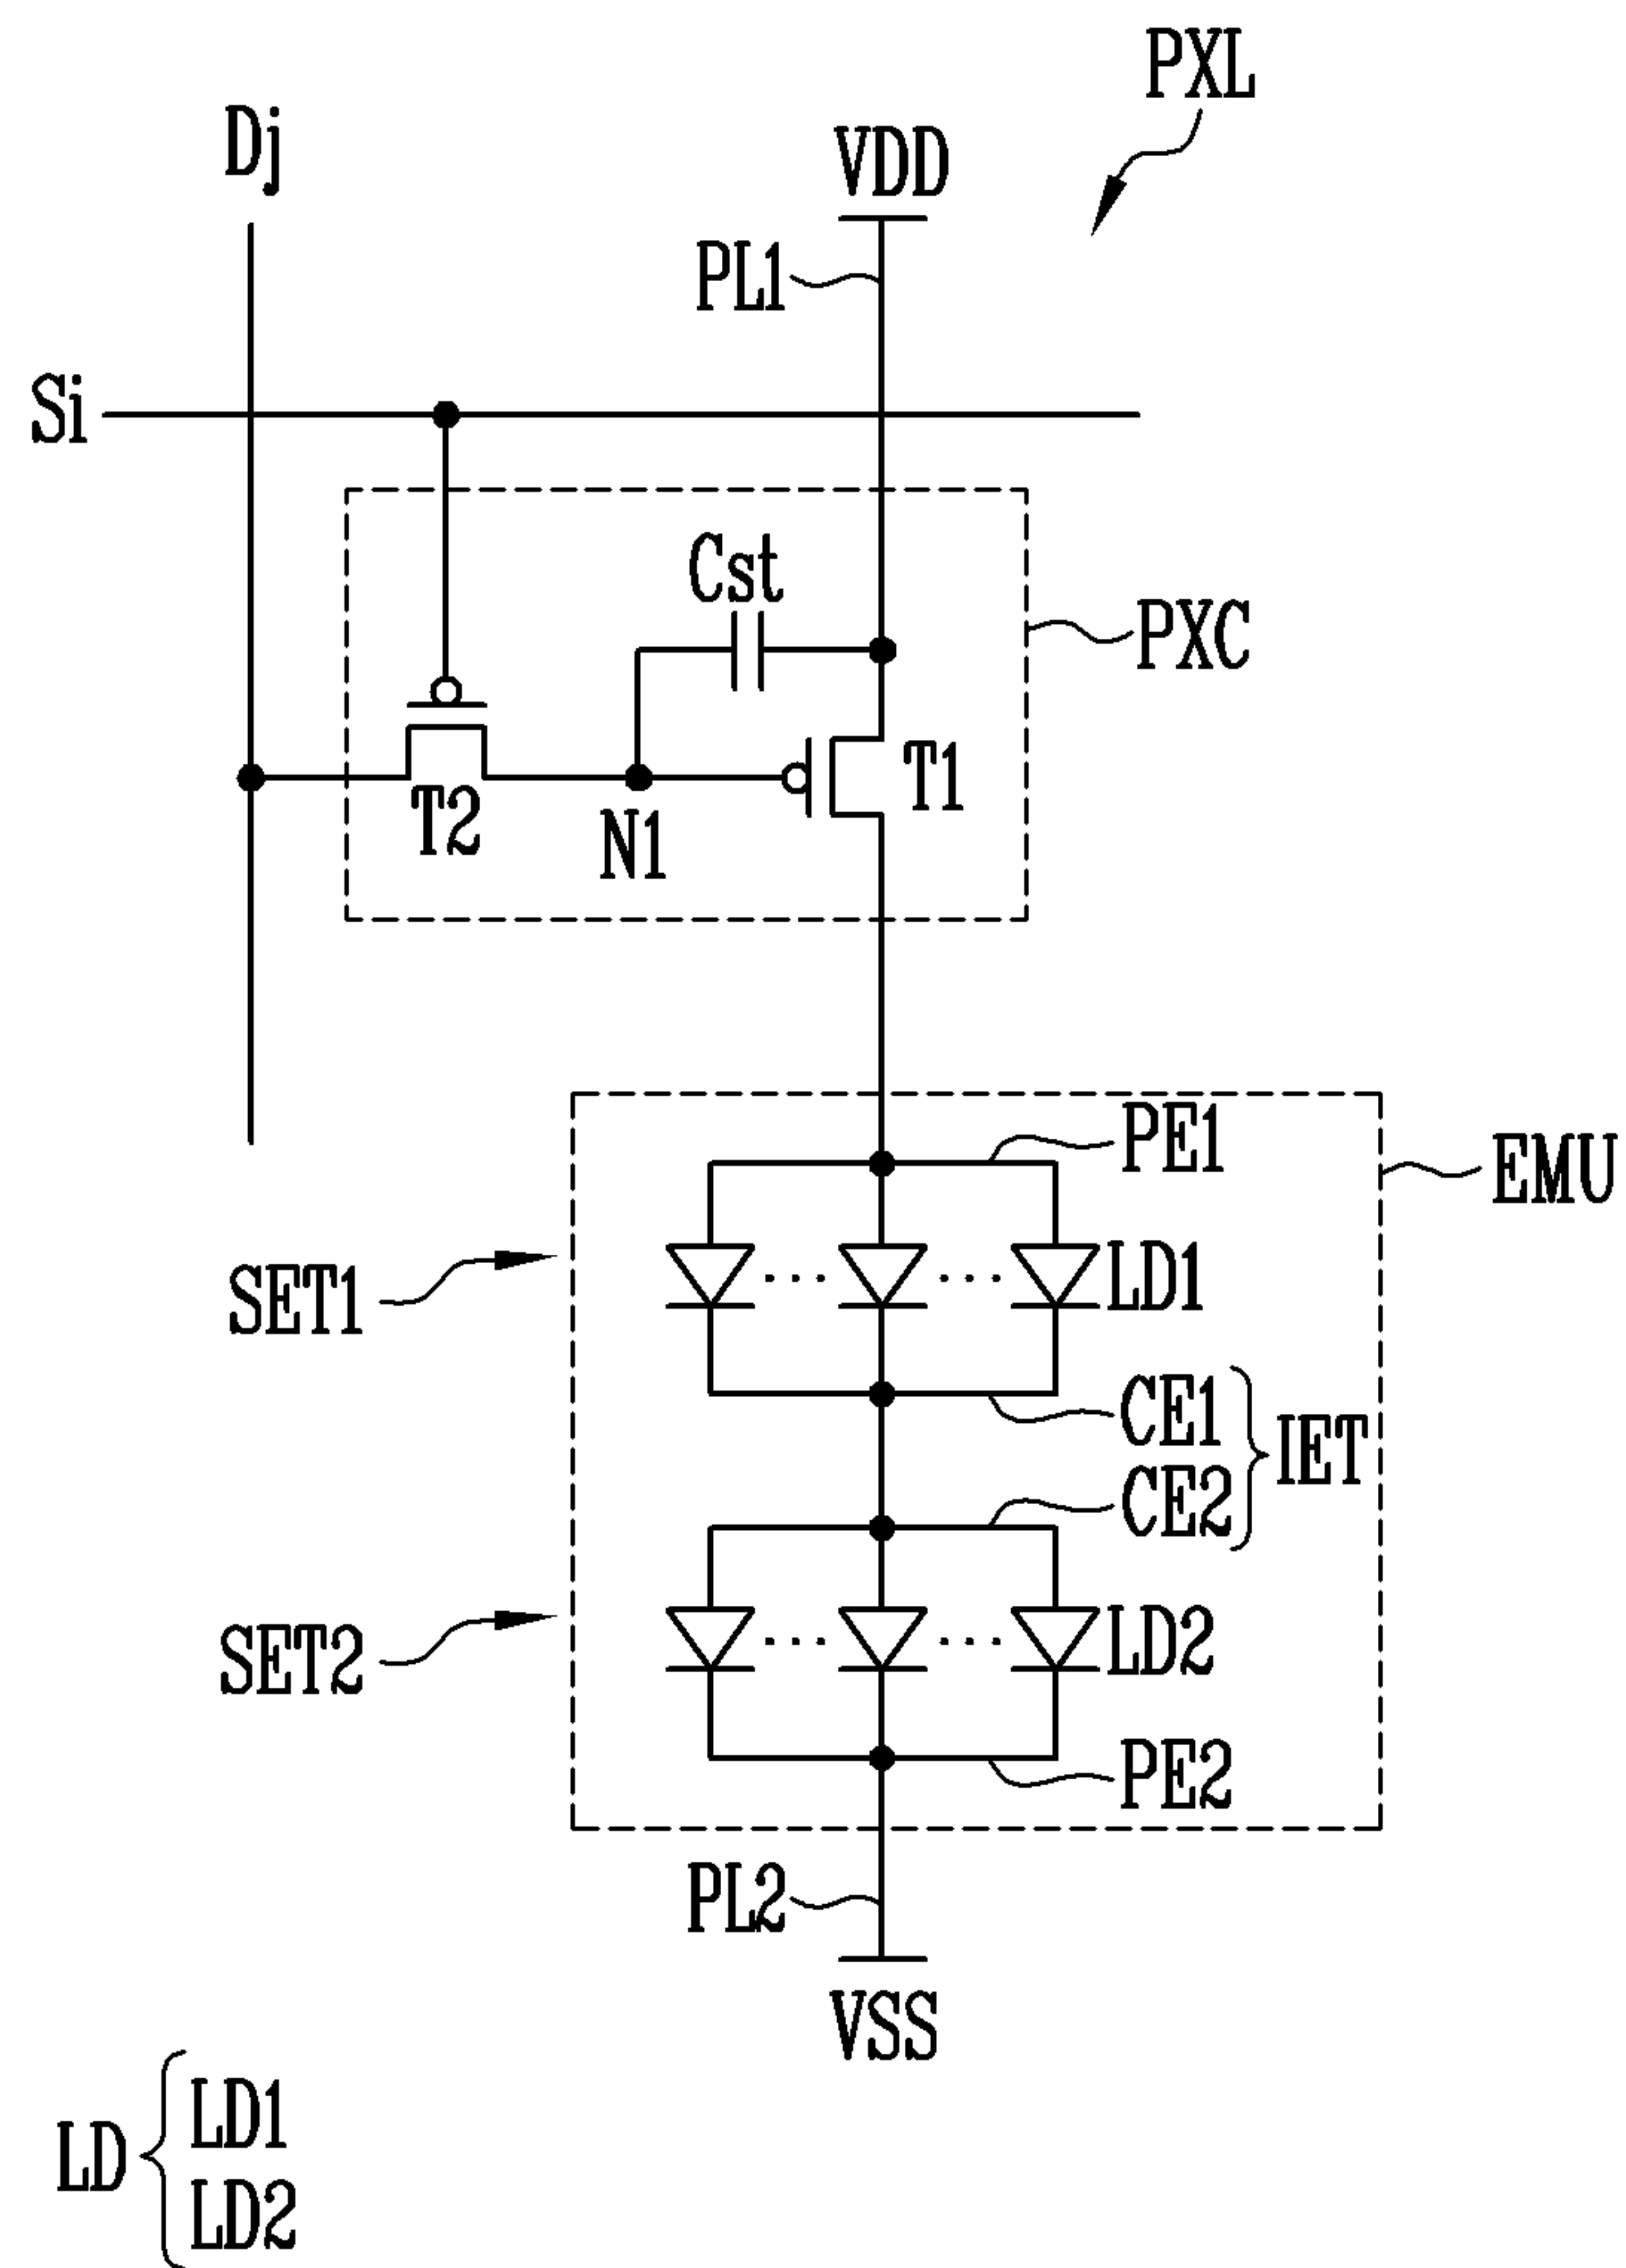 PXL
Dj
VDD
PL1
Si
Cst
PXC
T1
T2
N1
PE1
EMU
SET1
LD1
CE1
IET
CE2
SET2
LD2
PE2
PL2
VSS
LD
LD1
LD2